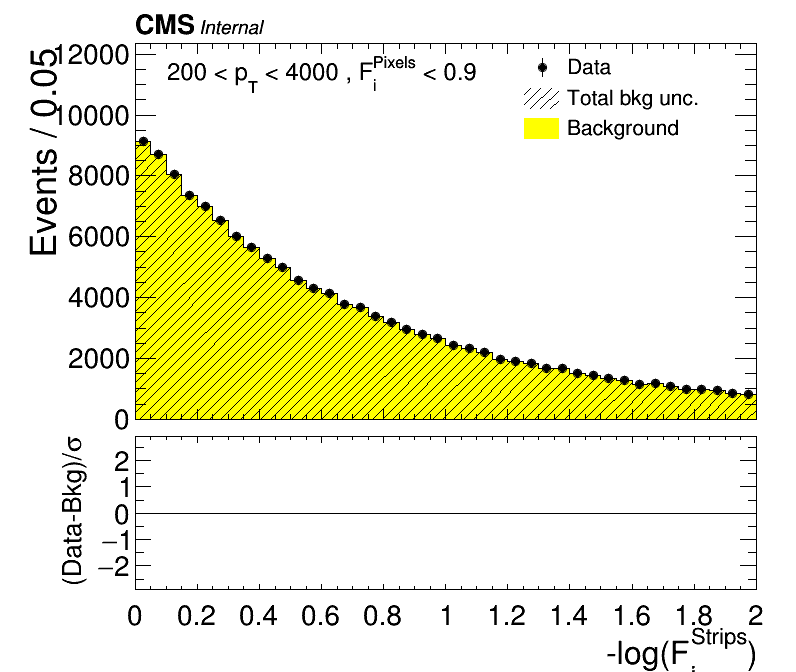 CMS Internal
200 < p_T < 4000 , F_i^Pixels < 0.9
Data
Total bkg unc.
Background
Events / 0.05
12000
10000
8000
6000
4000
2000
0
(Data-Bkg)/σ
2
1
0
−1
−2
0 0.2 0.4 0.6 0.8 1 1.2 1.4 1.6 1.8 2
-log(F_i^Strips)